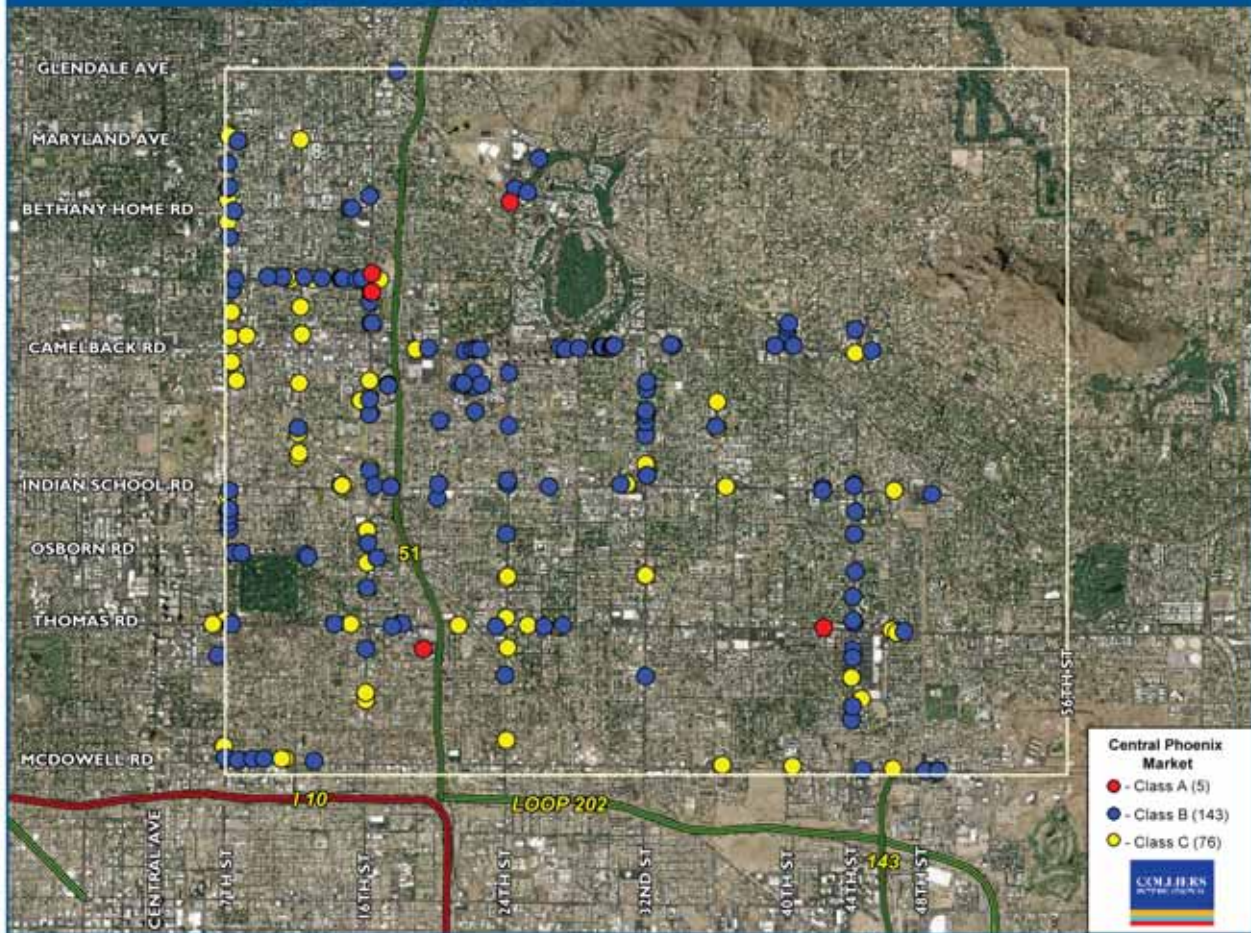 GLENDALE AVE
MARYLAND AVE
BETHANY HOME RD
CAMELBACK RD
INDIAN SCHOOL RD
OSBORN RD
51
THOMAS RD
56TH ST
MCDOWELL RD
I 10
LOOP 202
143
CENTRAL AVE
7TH ST
16TH ST
24TH ST
32ND ST
40TH ST
44TH ST
48TH ST
Central Phoenix
Market
- Class A (5)
- Class B (143)
- Class C (76)
COLLIERS
INTERNATIONAL